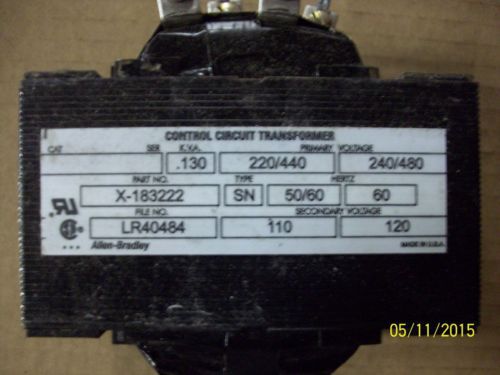 CONTROL CIRCUIT TRANSFORMER
CAT SER K.V.A. PRIMARY VOLTAGE
.130 220/440 240/480
PART NO. TYPE HERTZ
X-183222 SN 50/60 60
FILE NO. SECONDARY VOLTAGE
LR40484 110 120
Allen-Bradley MADE IN U.S.A.
05/11/2015